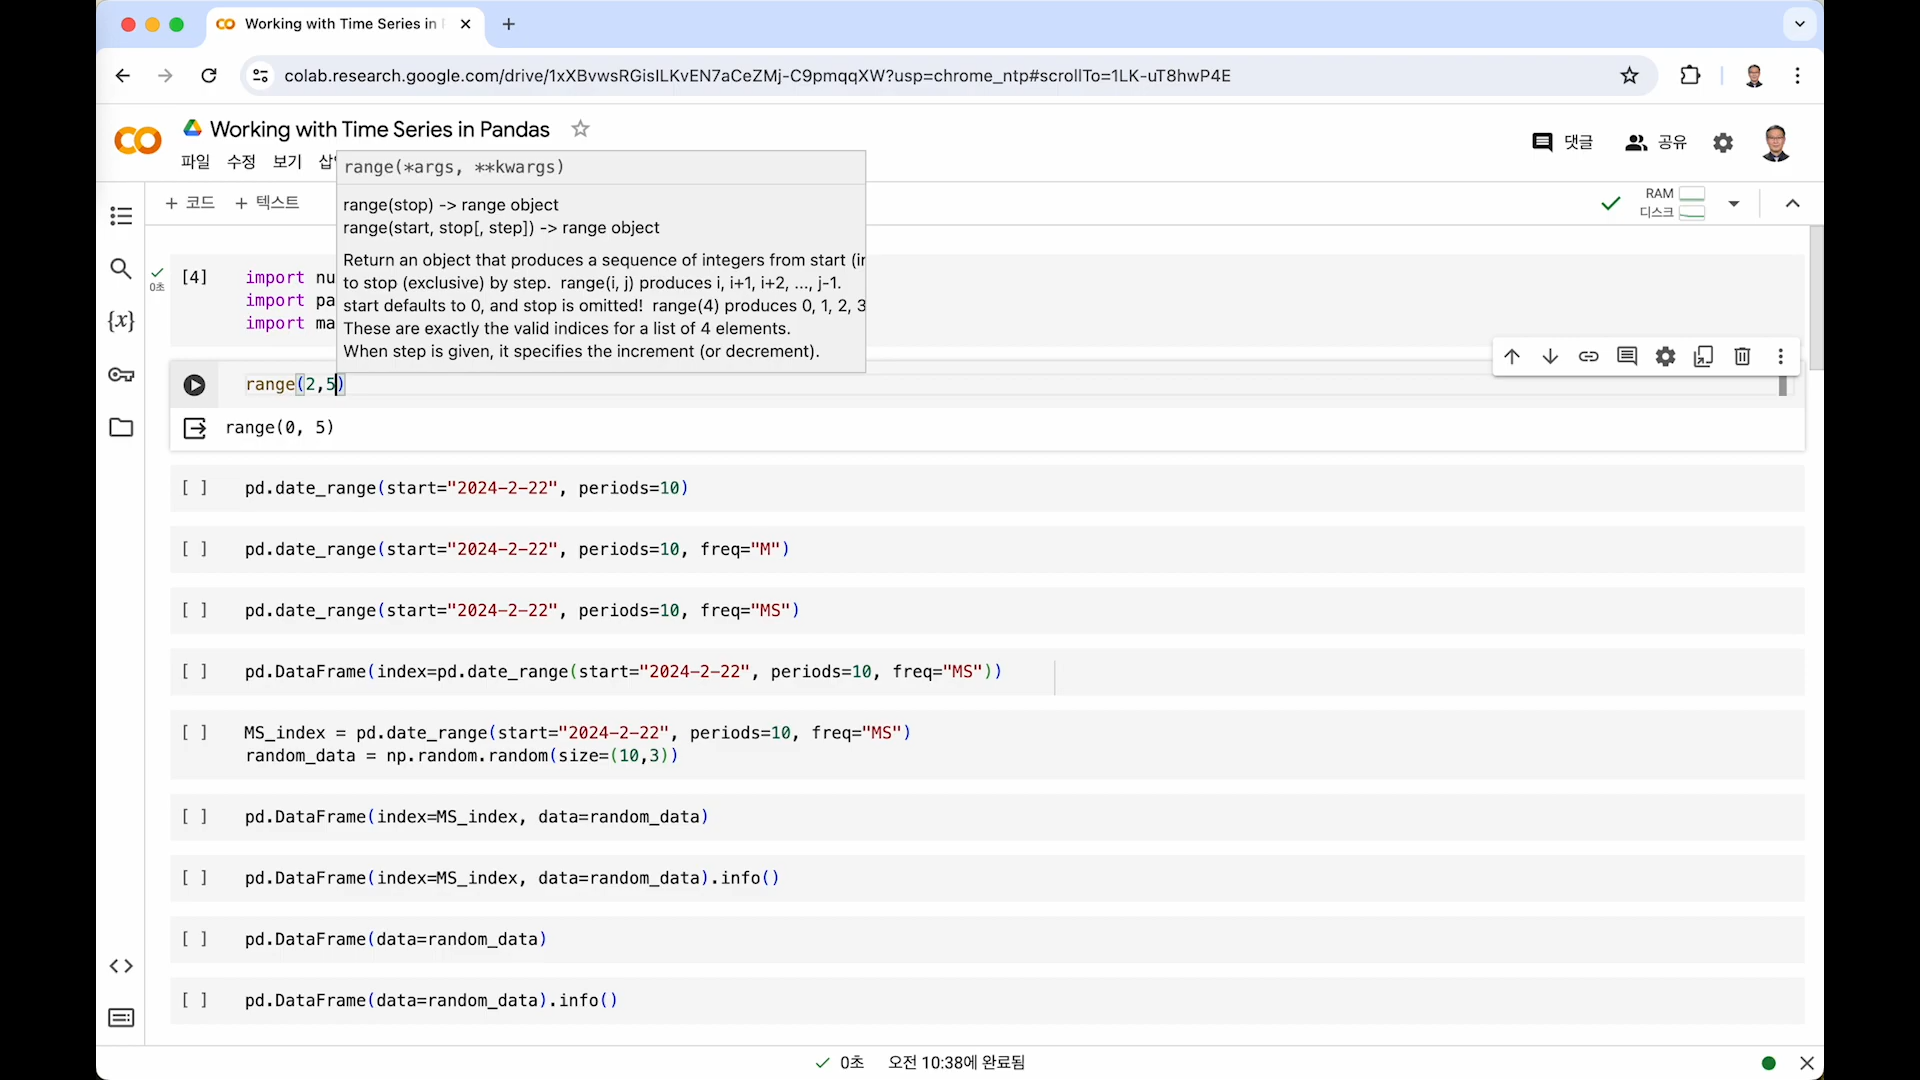 Working with Time Series in
colab.research.google.com/drive/1xXBvwsRGisILKvEN7aCeZMj-C9pmqqXW?usp=chrome_ntp#scrollTo=1LK-uT8hwP4E
Working with Time Series in Pandas
파일 수정 보기 삽
댓글 공유
+ 코드 + 텍스트
RAM
디스크
range(*args, **kwargs)
range(stop) -> range object
range(start, stop[, step]) -> range object
Return an object that produces a sequence of integers from start (in
to stop (exclusive) by step. range(i, j) produces i, i+1, i+2, ..., j-1.
start defaults to 0, and stop is omitted! range(4) produces 0, 1, 2, 3
These are exactly the valid indices for a list of 4 elements.
When step is given, it specifies the increment (or decrement).
0초
[4] import nu
import pa
import ma
range(2,5)
range(0, 5)
[ ] pd.date_range(start="2024-2-22", periods=10)
[ ] pd.date_range(start="2024-2-22", periods=10, freq="M")
[ ] pd.date_range(start="2024-2-22", periods=10, freq="MS")
[ ] pd.DataFrame(index=pd.date_range(start="2024-2-22", periods=10, freq="MS"))
[ ] MS_index = pd.date_range(start="2024-2-22", periods=10, freq="MS")
random_data = np.random.random(size=(10,3))
[ ] pd.DataFrame(index=MS_index, data=random_data)
[ ] pd.DataFrame(index=MS_index, data=random_data).info()
[ ] pd.DataFrame(data=random_data)
[ ] pd.DataFrame(data=random_data).info()
0초 오전 10:38에 완료됨